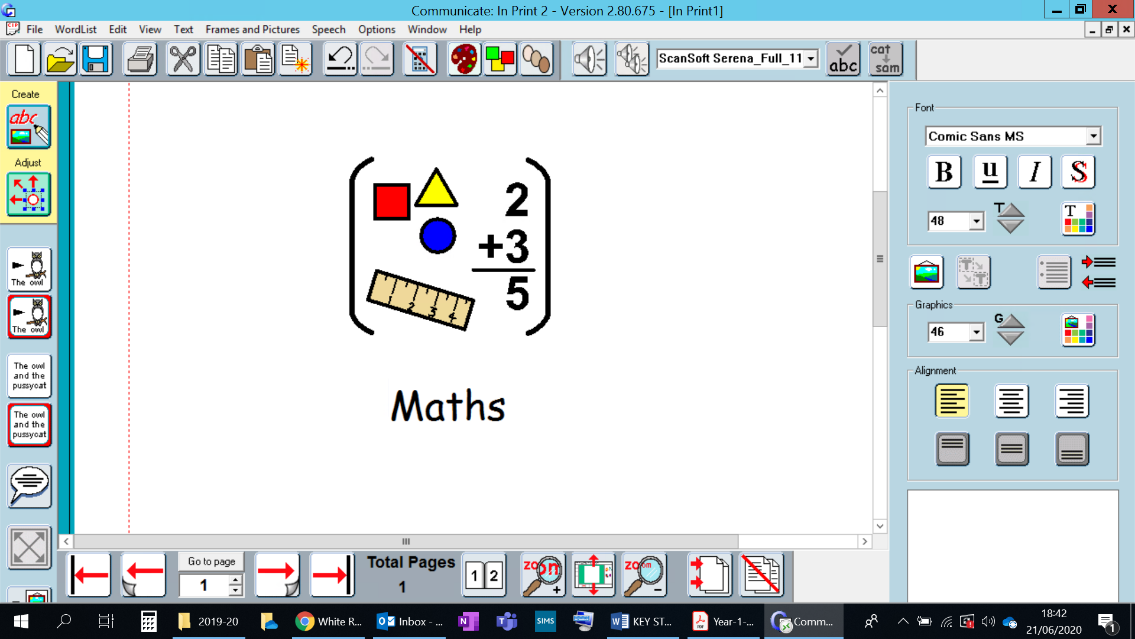 Communicate: In Print 2 - Version 2.80.675 - [In Print1]
File WordList Edit View Text Frames and Pictures Speech Options Window Help
abc
cat
sam
ScanSoft Serena_Full_11
Create
abc
Adjust
The owl
The owl
The owl
and the
pussycat
The owl
and the
pussycat
2
+3
5
1 2 3 4
Maths
Font
Comic Sans MS
B u I S
48
T
T
Graphics
46
G
Alignment
Go to page
1
Total Pages
1
1 2
zoom
+
zoom
-
2019-20
White R...
Inbox - ...
SIMS
KEY ST...
Year-1-...
Comm...
18:42
21/06/2020
1